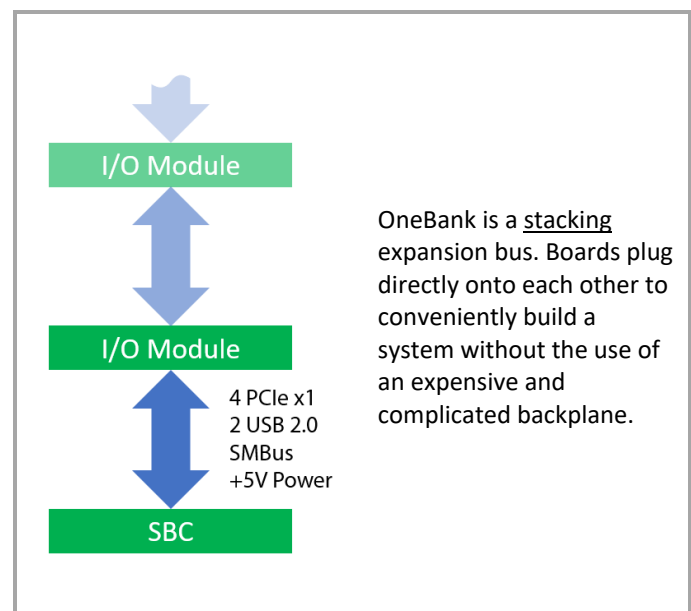 I/O Module
I/O Module
4 PCIe x1
2 USB 2.0
SMBus
+5V Power
SBC
OneBank is a stacking
expansion bus. Boards plug
directly onto each other to
conveniently build a
system without the use of
an expensive and
complicated backplane.